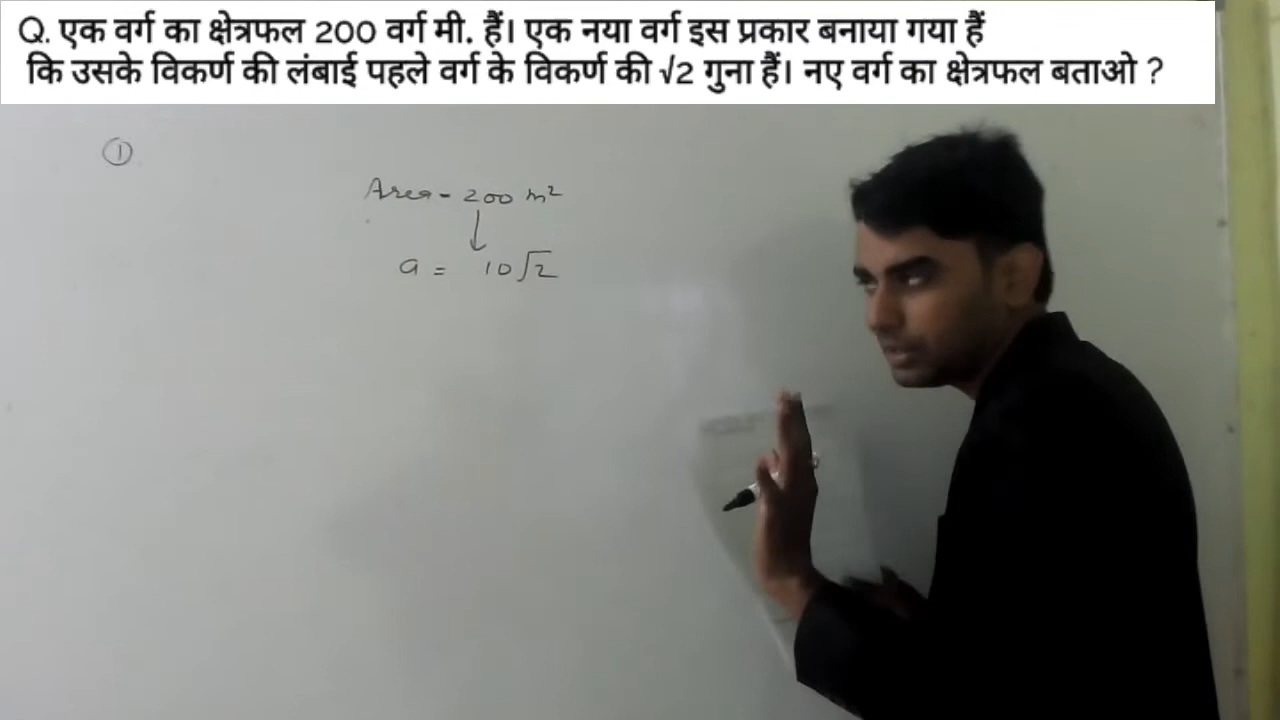 Q. एक वर्ग का क्षेत्रफल 200 वर्ग मी. हैं। एक नया वर्ग इस प्रकार बनाया गया हैं
कि उसके विकर्ण की लंबाई पहले वर्ग के विकर्ण की √2 गुना हैं। नए वर्ग का क्षेत्रफल बताओ ?
①
Area - 200 m²
↓
a = 10√2